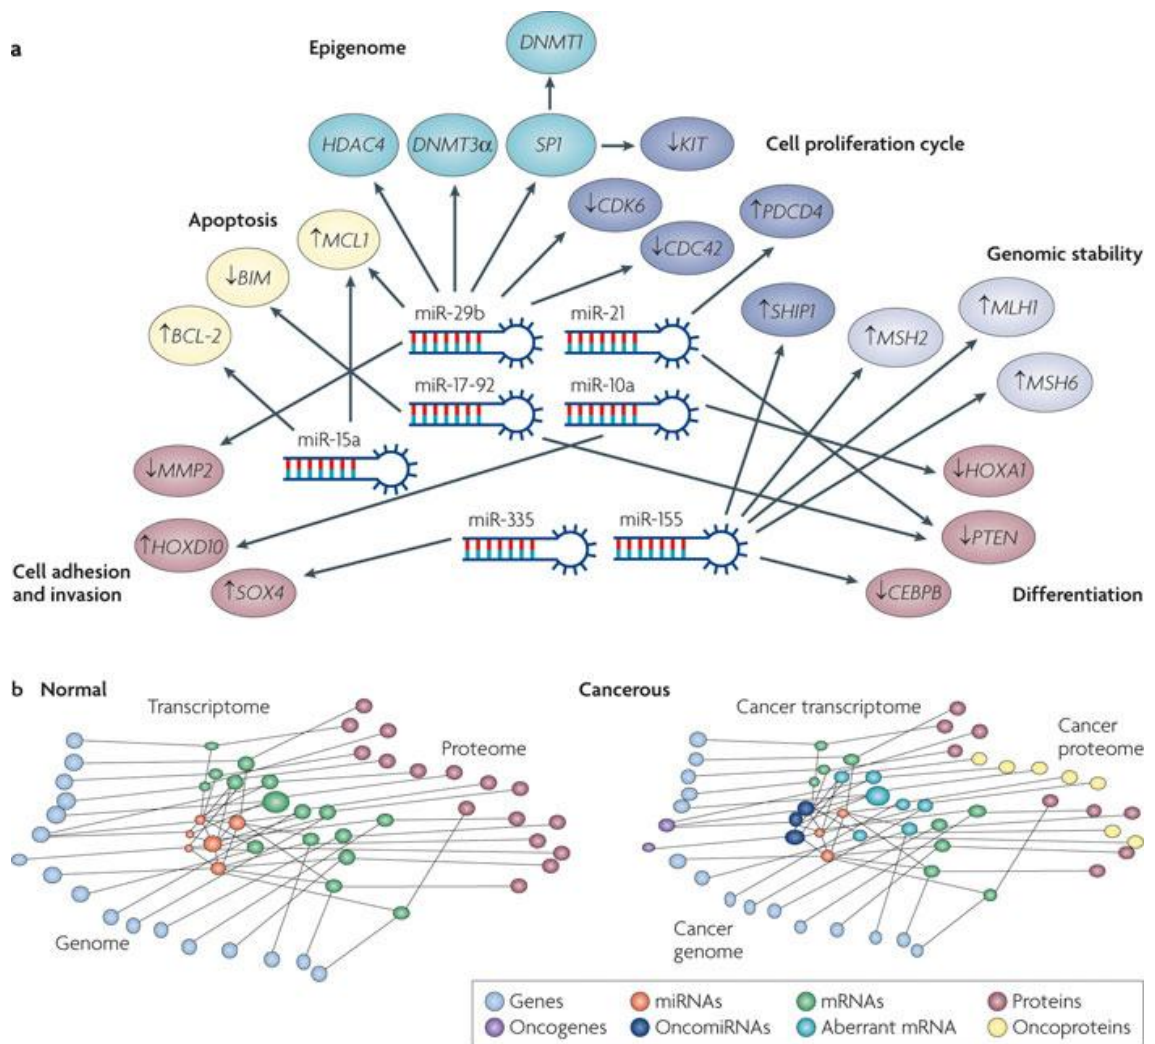 a
Epigenome
DNMT1
HDAC4
DNMT3α
SP1
↓KIT
Cell proliferation cycle
↓CDK6
↑PDCD4
Apoptosis
↑MCL1
↓CDC42
↓BIM
Genomic stability
↑BCL-2
miR-29b
miR-21
↑SHIP1
↑MLH1
↑MSH2
↑MSH6
miR-17-92
miR-10a
miR-15a
↓MMP2
↓HOXA1
↑HOXD10
miR-335
miR-155
↓PTEN
Cell adhesion
and invasion
↑SOX4
↓CEBPB
Differentiation
b Normal
Transcriptome
Proteome
Genome
Cancerous
Cancer transcriptome
Cancer
proteome
Cancer
genome
Genes
miRNAs
mRNAs
Proteins
Oncogenes
OncomiRNAs
Aberrant mRNA
Oncoproteins